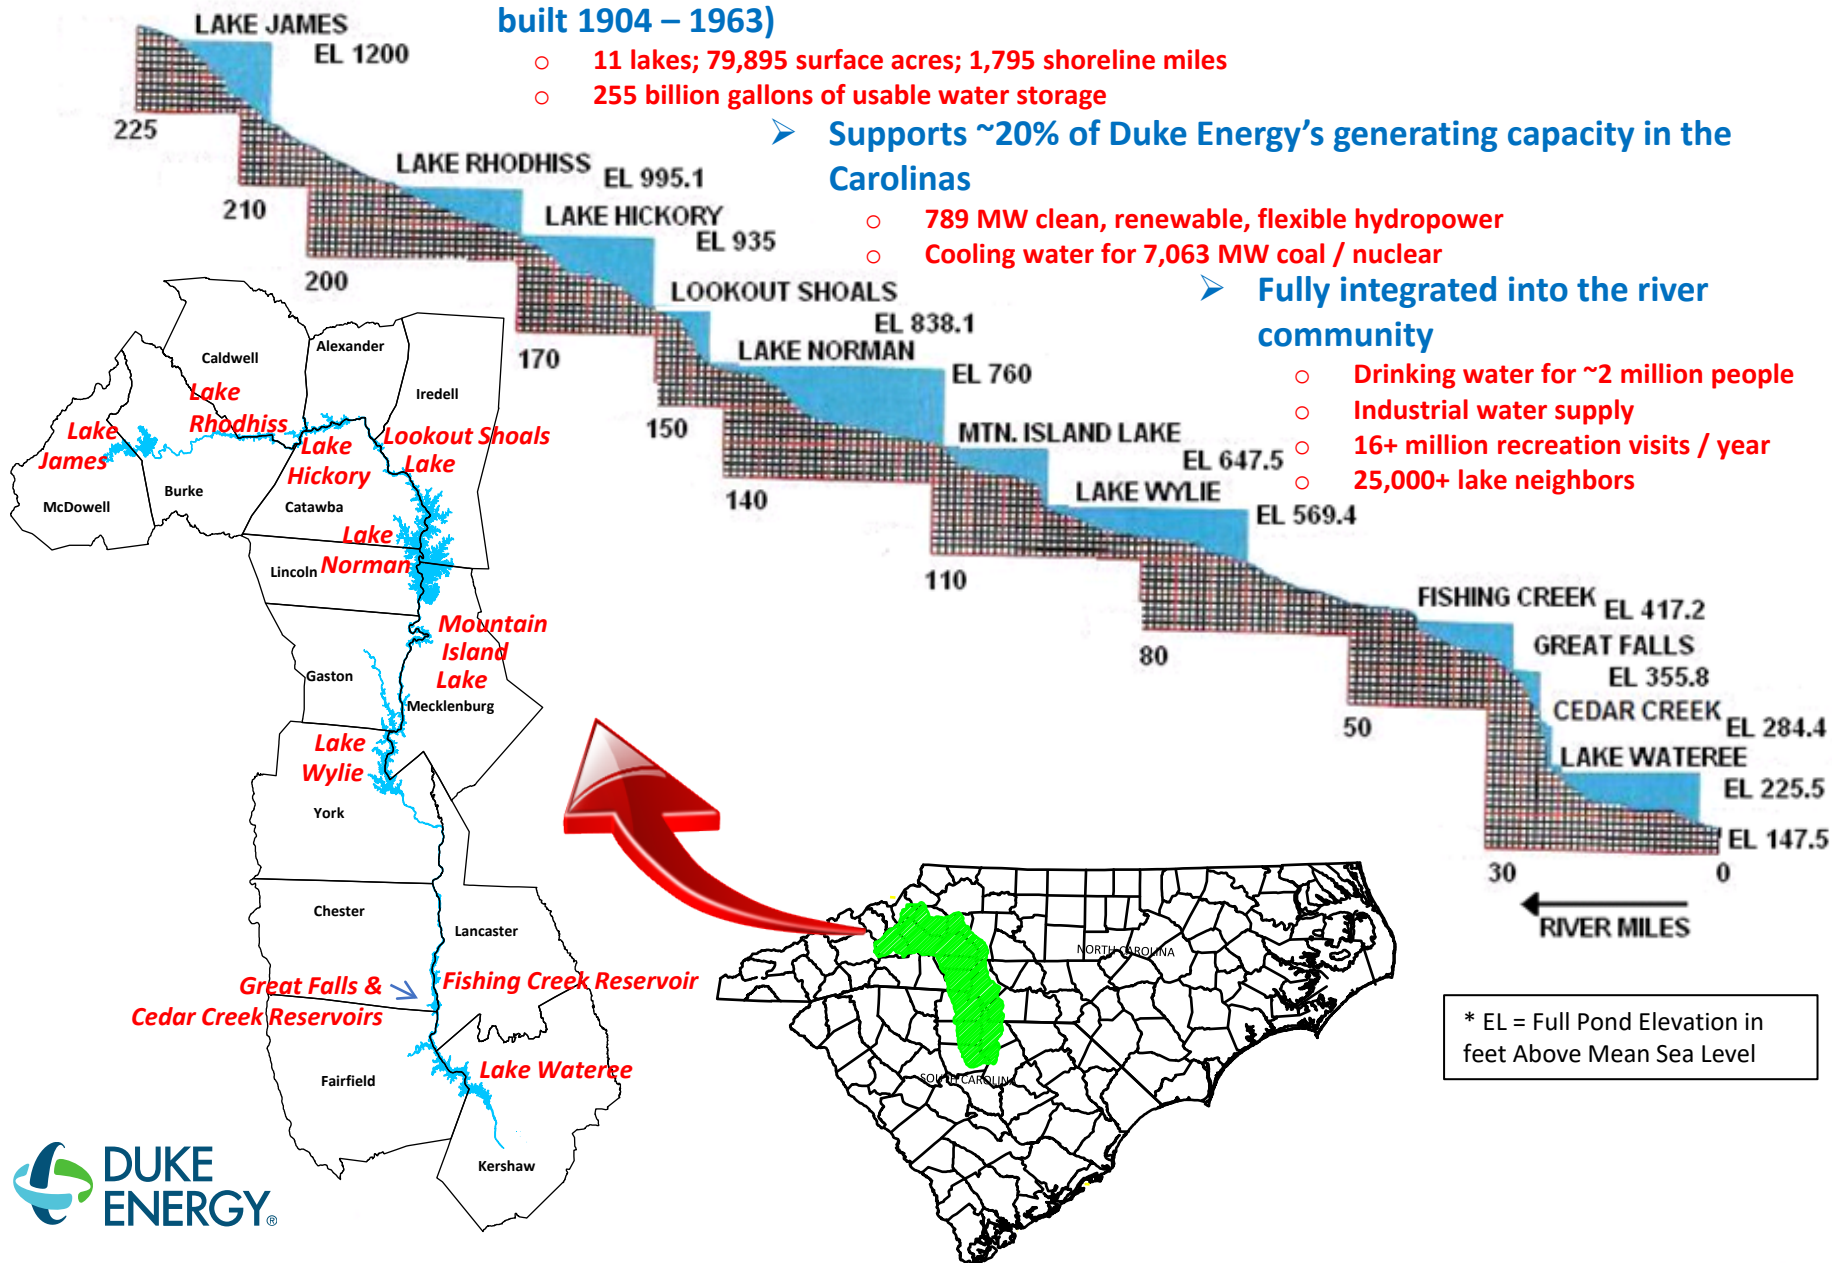 built 1904 – 1963)
○ 11 lakes; 79,895 surface acres; 1,795 shoreline miles
○ 255 billion gallons of usable water storage
➢ Supports ~20% of Duke Energy's generating capacity in the
Carolinas
○ 789 MW clean, renewable, flexible hydropower
○ Cooling water for 7,063 MW coal / nuclear
➢ Fully integrated into the river
community
○ Drinking water for ~2 million people
○ Industrial water supply
○ 16+ million recreation visits / year
○ 25,000+ lake neighbors
LAKE JAMES
EL 1200
LAKE RHODHISS
EL 995.1
LAKE HICKORY
EL 935
LOOKOUT SHOALS
EL 838.1
LAKE NORMAN
EL 760
MTN. ISLAND LAKE
EL 647.5
LAKE WYLIE
EL 569.4
FISHING CREEK
EL 417.2
GREAT FALLS
EL 355.8
CEDAR CREEK
EL 284.4
LAKE WATEREE
EL 225.5
EL 147.5
225
210
200
170
150
140
110
80
50
30
0
RIVER MILES
Caldwell
Alexander
Iredell
Lake
Rhodhiss
Lake
James
Lake
Hickory
Lookout Shoals
Lake
McDowell
Burke
Catawba
Lake
Norman
Lincoln
Mountain
Island
Lake
Gaston
Mecklenburg
Lake
Wylie
York
Chester
Lancaster
Great Falls &
Cedar Creek Reservoirs
Fishing Creek Reservoir
Lake Wateree
Fairfield
Kershaw
NORTH CAROLINA
SOUTH CAROLINA
* EL = Full Pond Elevation in
feet Above Mean Sea Level
DUKE
ENERGY®